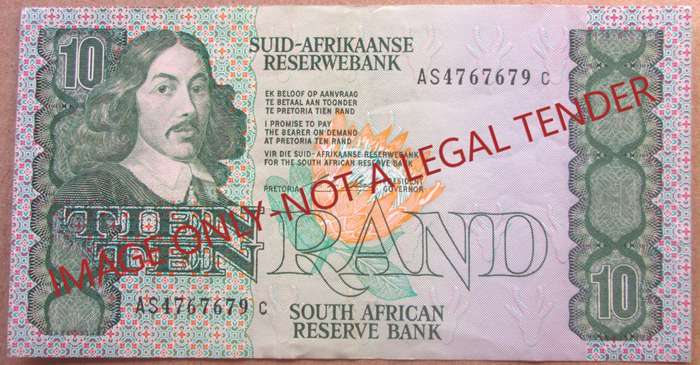 10
SUID-AFRIKAANSE
RESERWEBANK
AS4767679 C
EK BELOOF OP AANVRAAG
TE BETAAL AAN TOONDER
TE PRETORIA TIEN RAND
I PROMISE TO PAY
THE BEARER ON DEMAND
AT PRETORIA TEN RAND
VIR DIE SUID-AFRIKAANSE RESERWEBANK
FOR THE SOUTH AFRICAN RESERVE BANK
PRESIDENT
PRETORIA GOVERNOR
IMAGE ONLY-NOT A LEGAL TENDER
TIEN
TEN RAND
AS4767679 C
10
SOUTH AFRICAN
RESERVE BANK